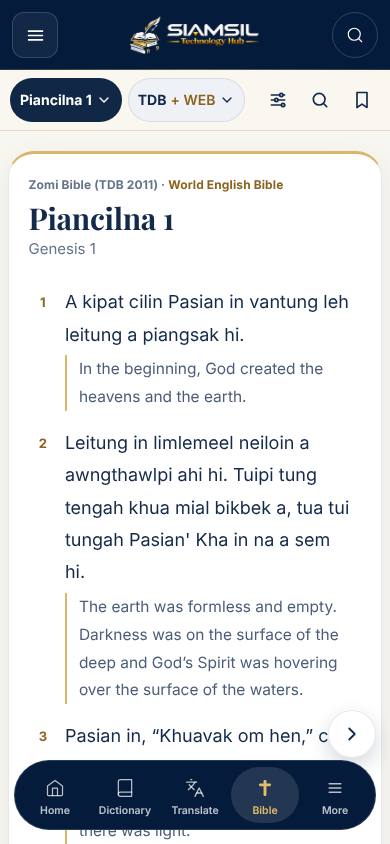 SIAMSIL
Technology Hub
Piancilna 1
TDB + WEB
Zomi Bible (TDB 2011) · World English Bible
Piancilna 1
Genesis 1
1 A kipat cilin Pasian in vantung leh
leitung a piangsak hi.
In the beginning, God created the
heavens and the earth.
2 Leitung in limlemeel neiloin a
awngthawlpi ahi hi. Tuipi tung
tengah khua mial bikbek a, tua tui
tungah Pasian' Kha in na a sem
hi.
The earth was formless and empty.
Darkness was on the surface of the
deep and God’s Spirit was hovering
over the surface of the waters.
3 Pasian in, “Khuavak om hen,” c
there was light.
Home
Dictionary
Translate
Bible
More